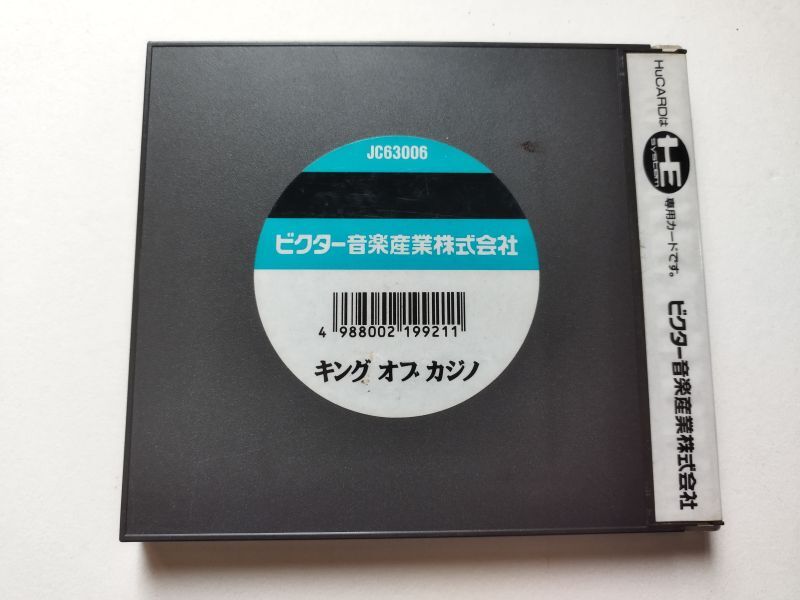 JC63006
ビクター音楽産業株式会社
4 988002 199211
キング オブ カジノ
HuCARDは
HE
system
専用カードです。
ビクター音楽産業株式会社